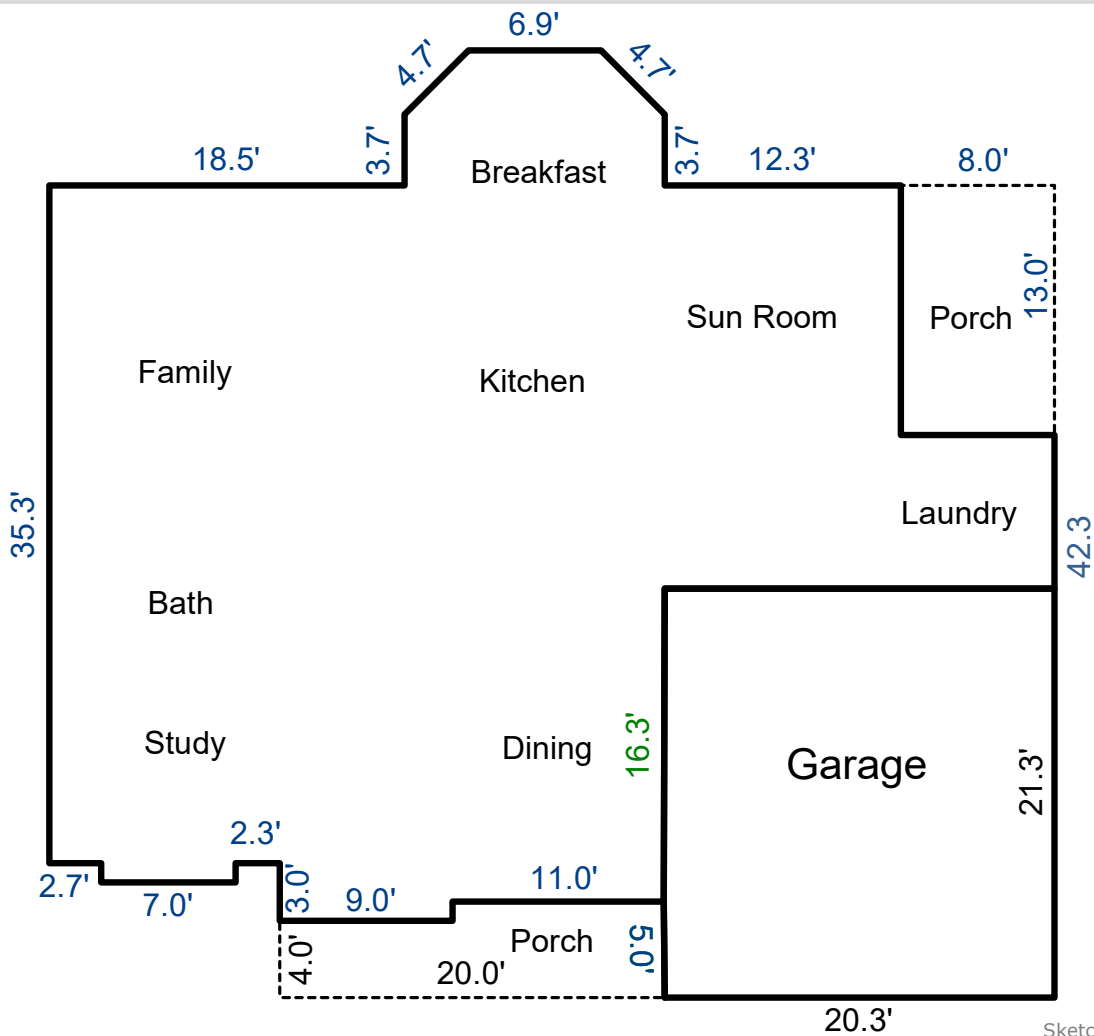 6.9'
4.7'
4.7'
3.7'
3.7'
18.5'
12.3'
8.0'
Breakfast
13.0'
Sun Room
Porch
Family
Kitchen
35.3'
Laundry
42.3
Bath
Study
Dining
16.3'
Garage
21.3'
2.3'
2.7'
7.0'
3.0'
9.0'
11.0'
Porch
5.0'
4.0'
20.0'
20.3'
Sketc